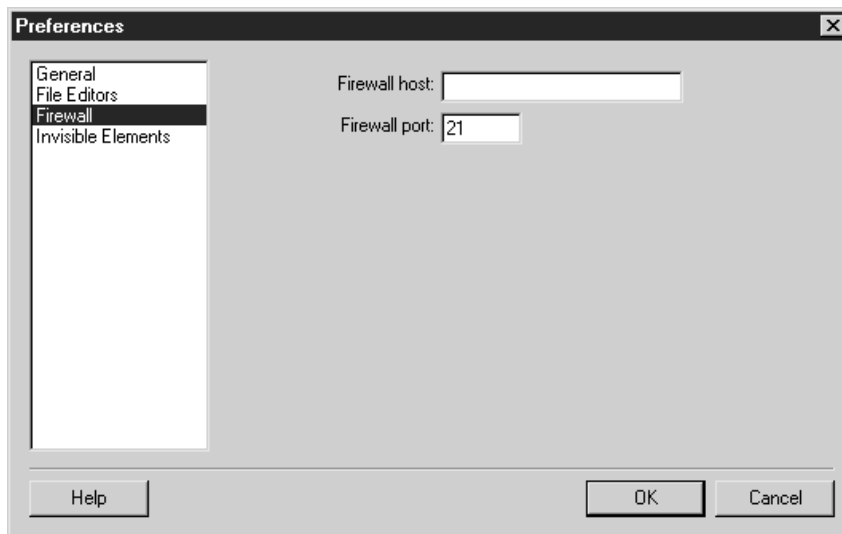 Preferences
General
File Editors
Firewall
Invisible Elements
Firewall host:
Firewall port: 21
Help
OK
Cancel